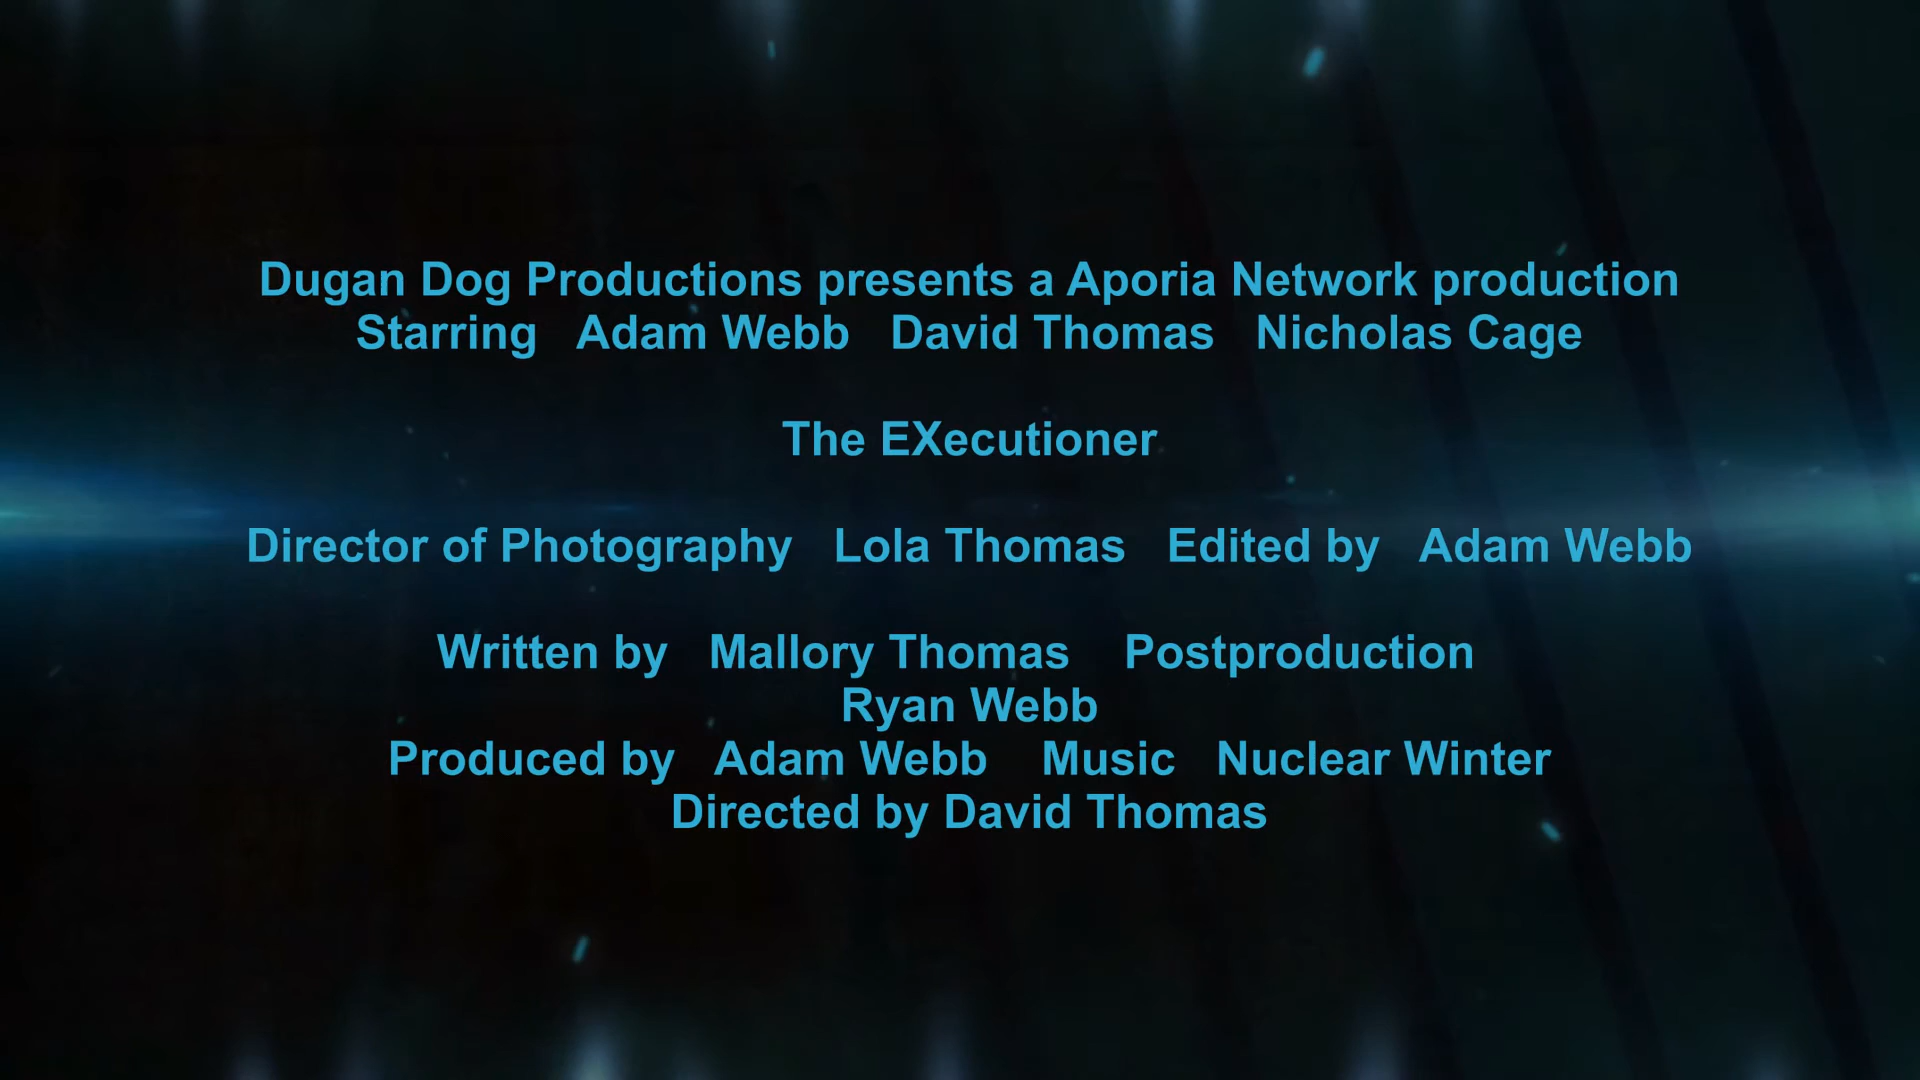 Dugan Dog Productions presents a Aporia Network production
Starring Adam Webb David Thomas Nicholas Cage
The EXecutioner
Director of Photography Lola Thomas Edited by Adam Webb
Written by Mallory Thomas Postproduction
Ryan Webb
Produced by Adam Webb Music Nuclear Winter
Directed by David Thomas